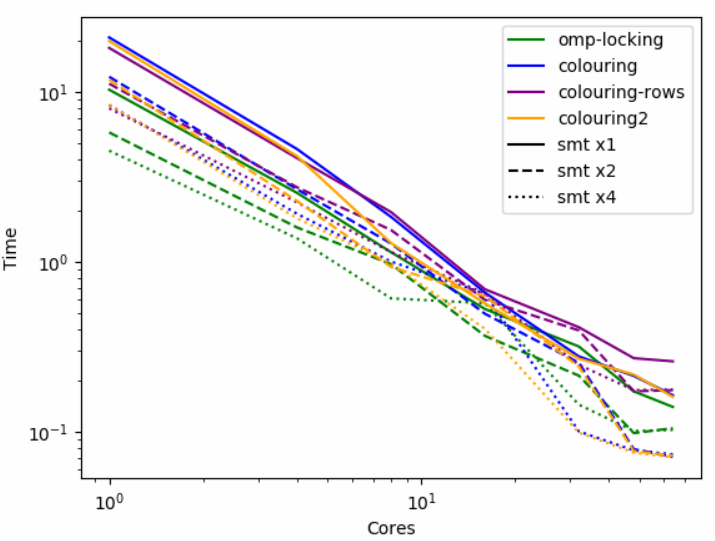 omp-locking
colouring
colouring-rows
colouring2
smt x1
smt x2
smt x4
10¹
10⁰
10⁻¹
Time
10⁰
10¹
Cores